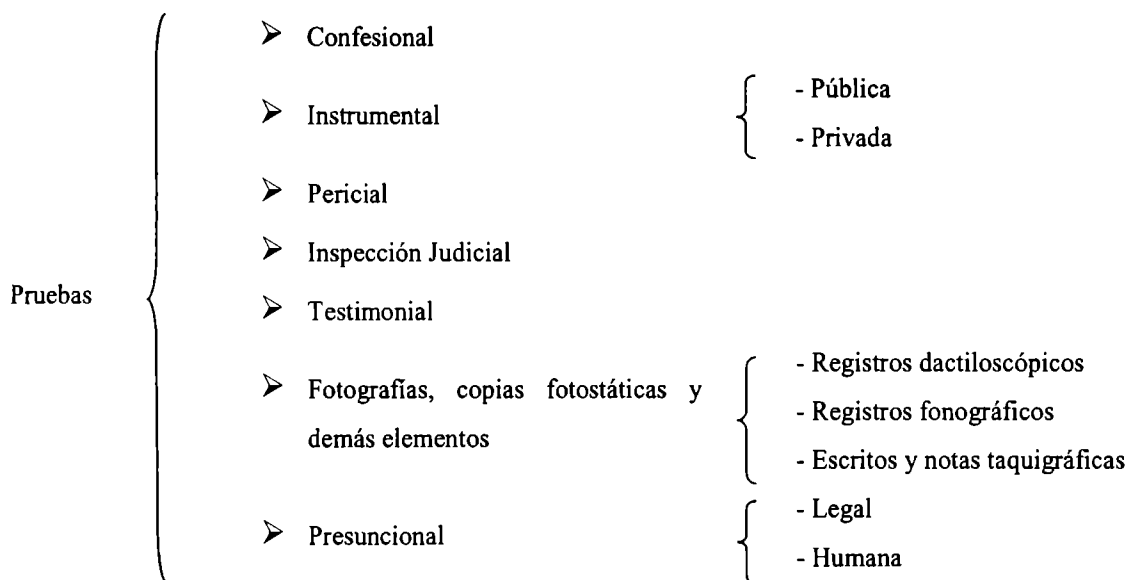 Pruebas
➢ Confesional
➢ Instrumental
- Pública
- Privada
➢ Pericial
➢ Inspección Judicial
➢ Testimonial
➢ Fotografías, copias fotostáticas y
demás elementos
- Registros dactiloscópicos
- Registros fonográficos
- Escritos y notas taquigráficas
➢ Presuncional
- Legal
- Humana